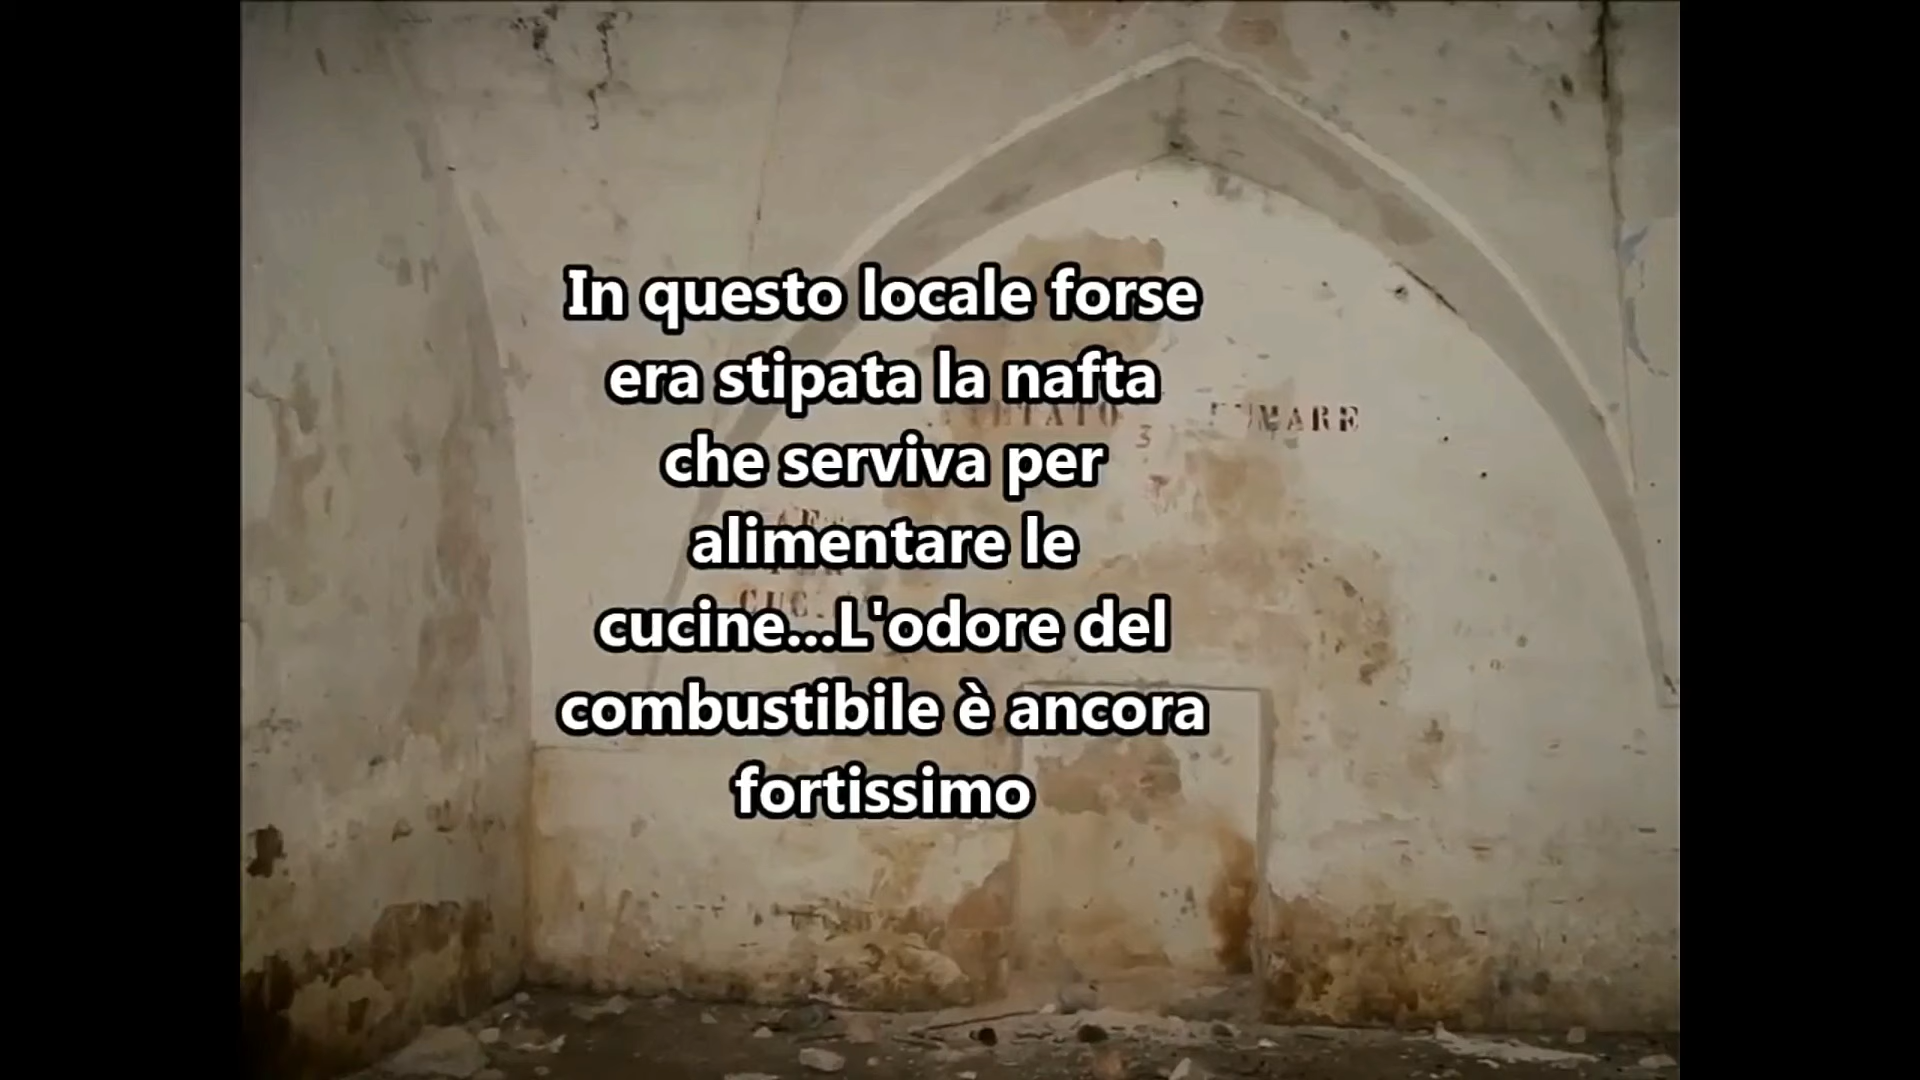 In questo locale forse
era stipata la nafta
che serviva per
alimentare le
cucine...L'odore del
combustibile è ancora
fortissimo
3